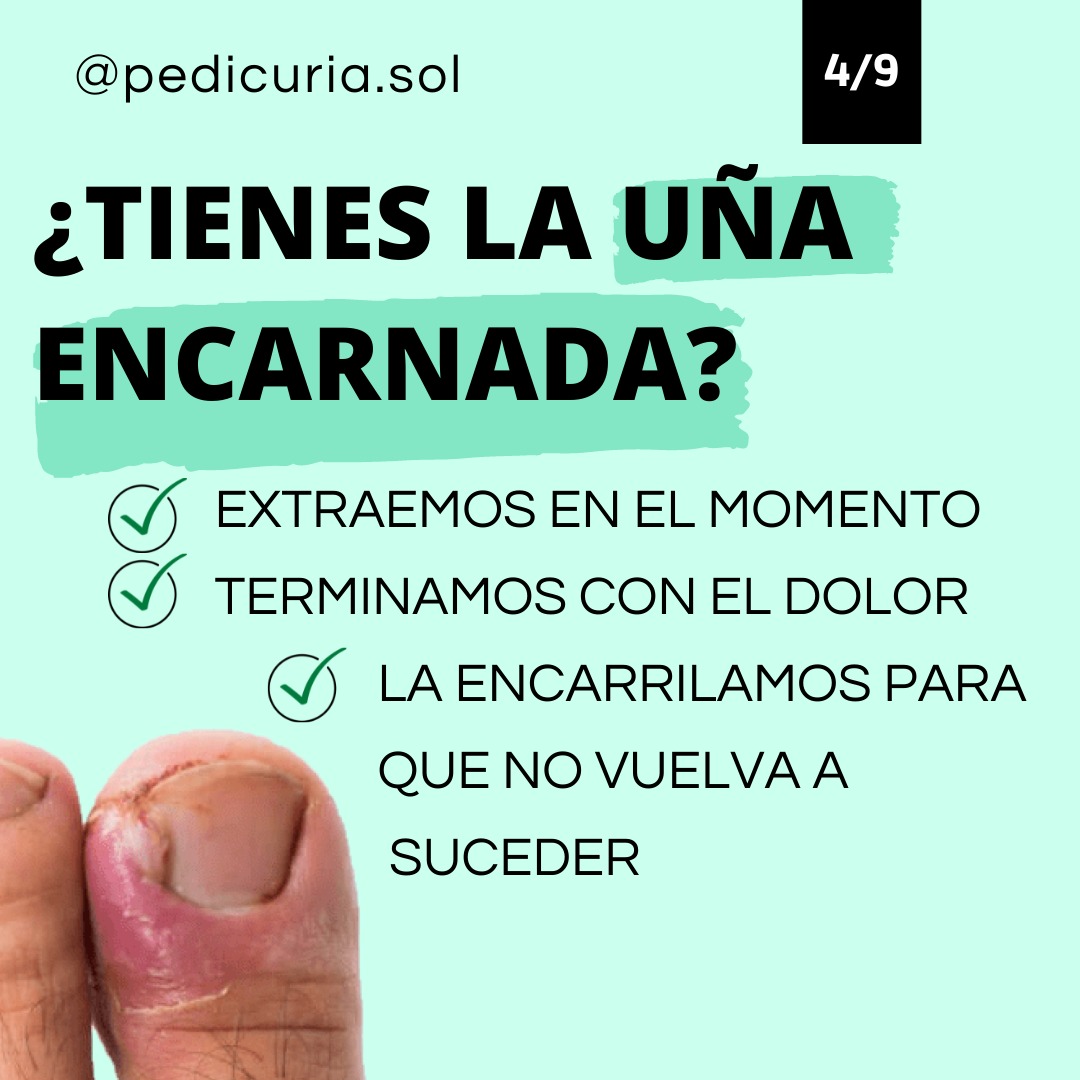 @pedicuria.sol
4/9
¿TIENES LA UÑA
ENCARNADA?
EXTRAEMOS EN EL MOMENTO
TERMINAMOS CON EL DOLOR
LA ENCARRILAMOS PARA
QUE NO VUELVA A
SUCEDER